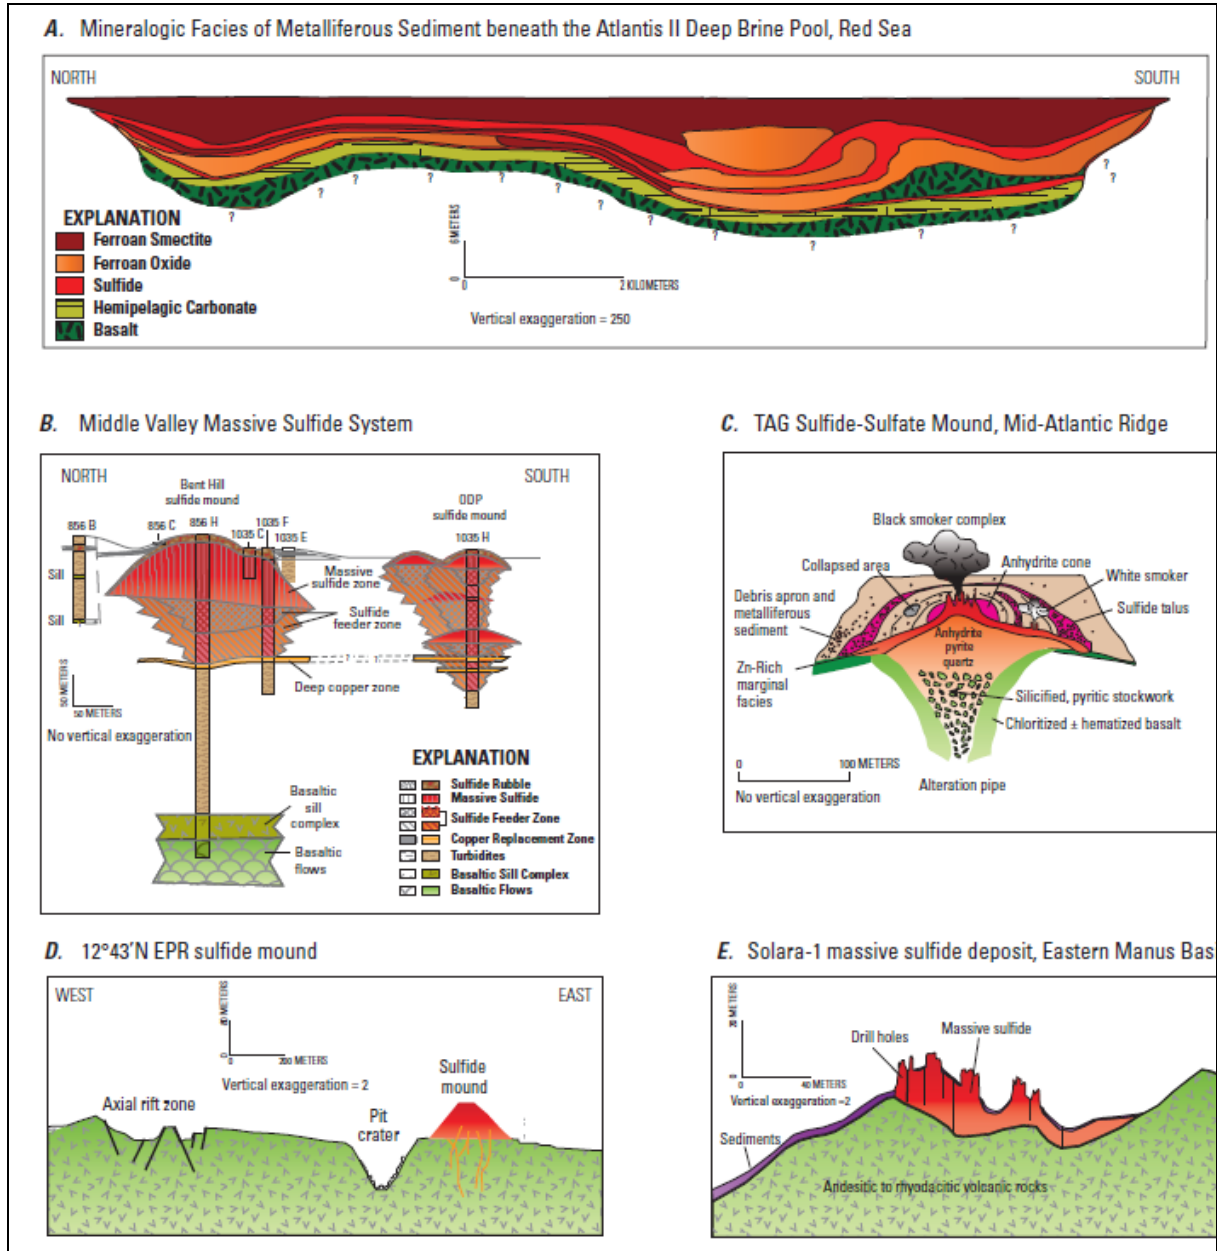 A. Mineralogic Facies of Metalliferous Sediment beneath the Atlantis II Deep Brine Pool, Red Sea
NORTH
SOUTH
?
?
?
?
?
?
?
?
?
?
?
?
?
?
EXPLANATION
Ferroan Smectite
Ferroan Oxide
Sulfide
Hemipelagic Carbonate
Basalt
6 METERS
0
0
2 KILOMETERS
Vertical exaggeration = 250
B. Middle Valley Massive Sulfide System
NORTH
SOUTH
Bent Hill
sulfide mound
ODP
sulfide mound
856 B
856 C
856 H
1035 C
1035 F
1035 E
1035 H
Sill
Sill
Massive
sulfide zone
Sulfide
feeder zone
Deep copper zone
50 METERS
50 METERS
No vertical exaggeration
Basaltic
sill
complex
Basaltic
flows
EXPLANATION
Sulfide Rubble
Massive Sulfide
Sulfide Feeder Zone
Copper Replacement Zone
Turbidites
Basaltic Sill Complex
Basaltic Flows
C. TAG Sulfide-Sulfate Mound, Mid-Atlantic Ridge
Black smoker complex
Collapsed area
Anhydrite cone
White smoker
Debris apron and
metalliferous
sediment
Sulfide talus
Anhydrite
pyrite
quartz
Zn-Rich
marginal
facies
Silicified, pyritic stockwork
Chloritized ± hematized basalt
0
100 METERS
No vertical exaggeration
Alteration pipe
D. 12°43'N EPR sulfide mound
WEST
EAST
METERS
0
0
200 METERS
Vertical exaggeration = 2
Axial rift zone
Pit
crater
Sulfide
mound
E. Solara-1 massive sulfide deposit, Eastern Manus Bas
20 METERS
0
0
40 METERS
Vertical exaggeration =2
Drill holes
Massive sulfide
Sediments
Andesitic to rhyodacitic volcanic rocks